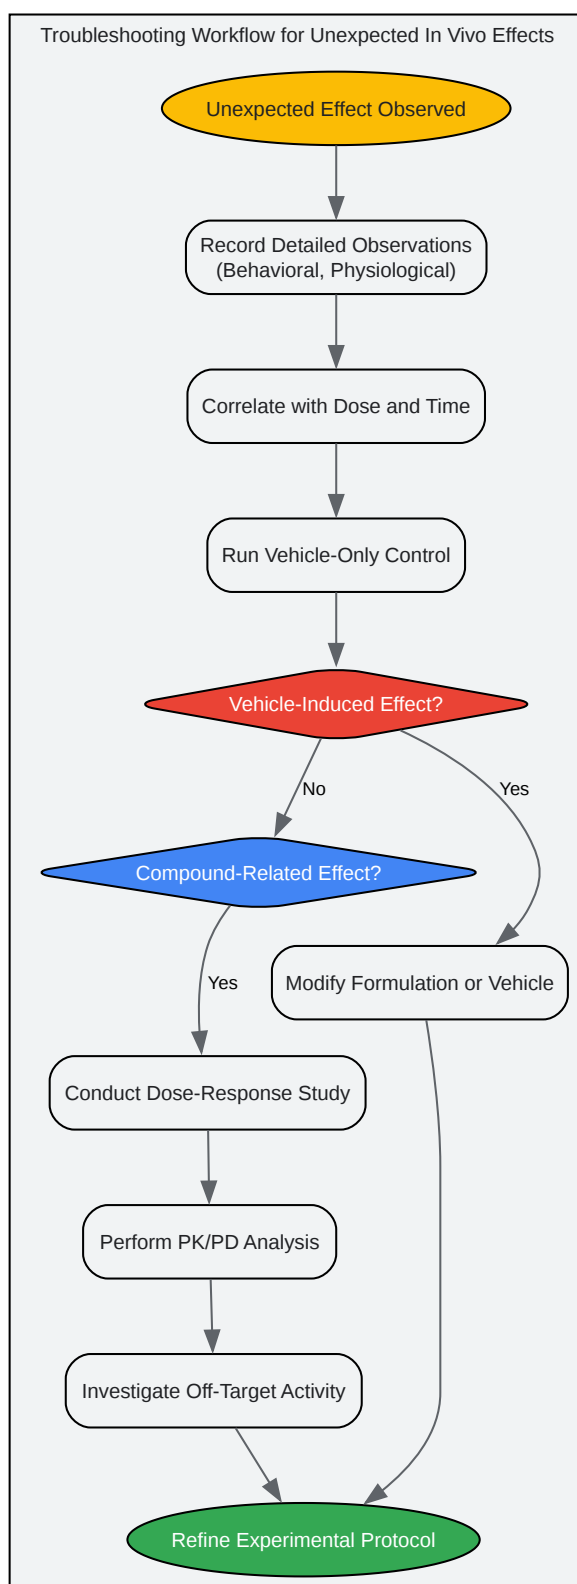 Troubleshooting Workflow for Unexpected In Vivo Effects
Unexpected Effect Observed
Record Detailed Observations
(Behavioral, Physiological)
Correlate with Dose and Time
Run Vehicle-Only Control
Vehicle-Induced Effect?
No
Yes
Compound-Related Effect?
Yes
Modify Formulation or Vehicle
Conduct Dose-Response Study
Perform PK/PD Analysis
Investigate Off-Target Activity
Refine Experimental Protocol